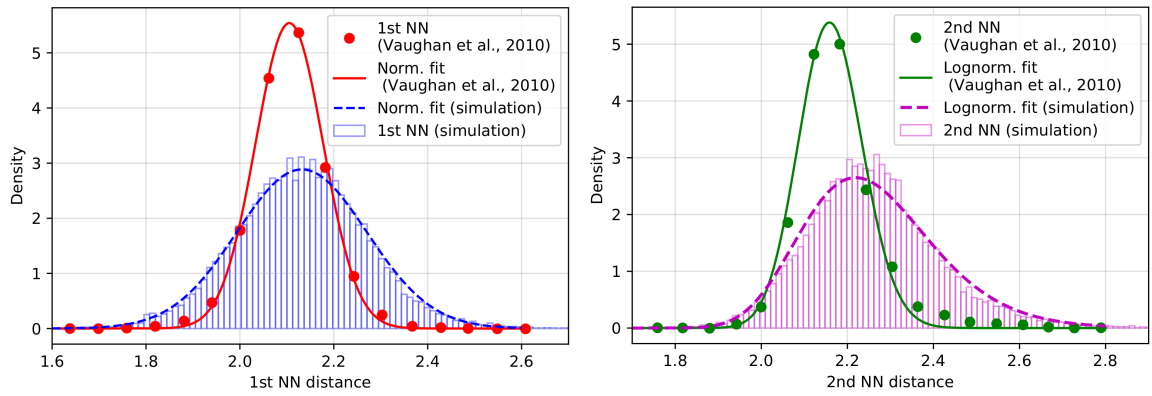 1st NN
(Vaughan et al., 2010)
Norm. fit
(Vaughan et al., 2010)
Norm. fit (simulation)
1st NN (simulation)
Density
5
4
3
2
1
0
1.6
1.8
2.0
2.2
2.4
2.6
1st NN distance
2nd NN
(Vaughan et al., 2010)
Lognorm. fit
(Vaughan et al., 2010)
Lognorm. fit (simulation)
2nd NN (simulation)
Density
5
4
3
2
1
0
1.8
2.0
2.2
2.4
2.6
2.8
2nd NN distance